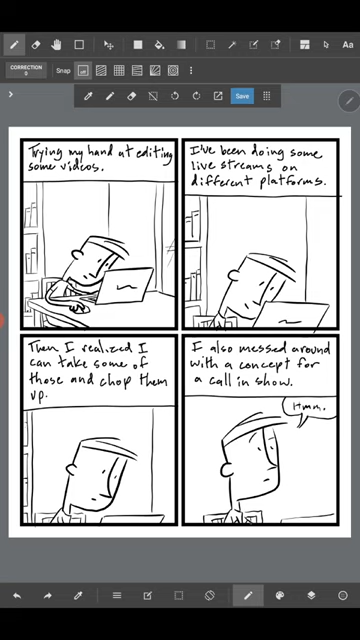 Aa
CORRECTION
0
Snap
Save
Trying my hand at editing
some videos.
I've been doing some
live streams on
different platforms.
Then I realized I
can take some of
those and chop them
up.
I also messed around
with a concept for
a call in show.
Hmm.